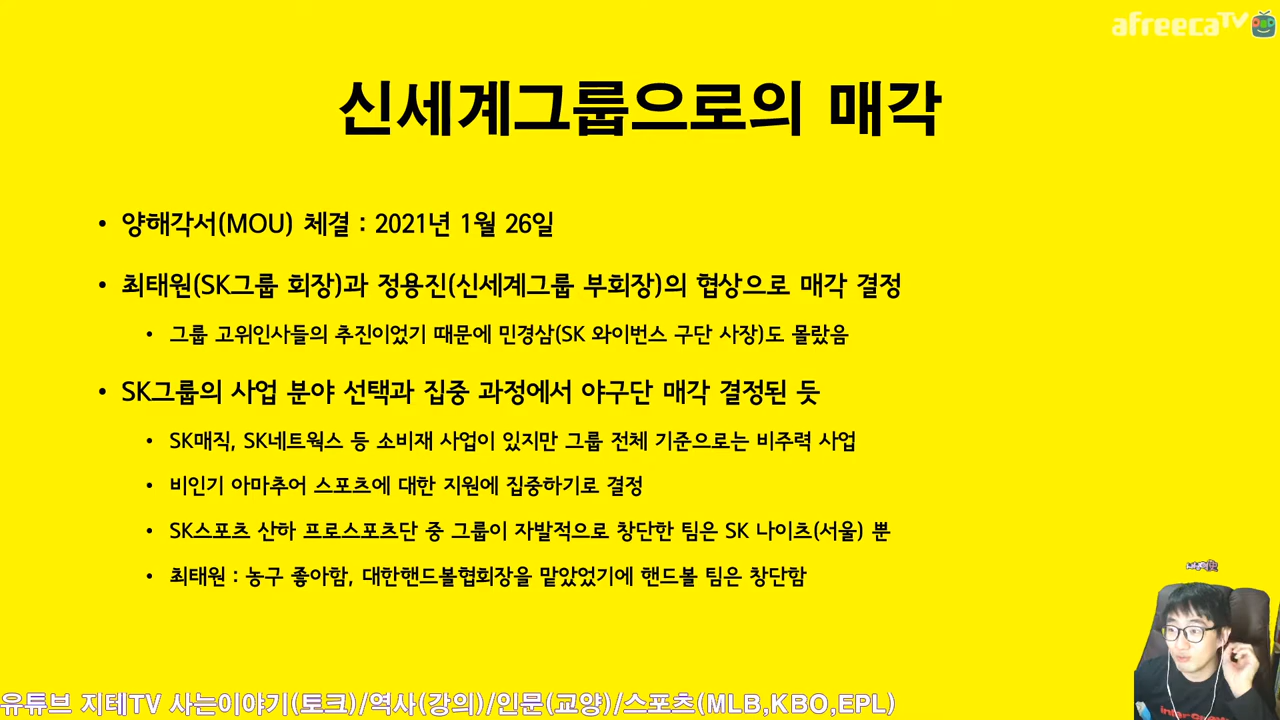 afreecaTV
신세계그룹으로의 매각
• 양해각서(MOU) 체결 : 2021년 1월 26일
• 최태원(SK그룹 회장)과 정용진(신세계그룹 부회장)의 협상으로 매각 결정
• 그룹 고위인사들의 추진이었기 때문에 민경삼(SK 와이번스 구단 사장)도 몰랐음
• SK그룹의 사업 분야 선택과 집중 과정에서 야구단 매각 결정된 듯
• SK매직, SK네트웍스 등 소비재 사업이 있지만 그룹 전체 기준으로는 비주력 사업
• 비인기 아마추어 스포츠에 대한 지원에 집중하기로 결정
• SK스포츠 산하 프로스포츠단 중 그룹이 자발적으로 창단한 팀은 SK 나이츠(서울) 뿐
• 최태원 : 농구 좋아함, 대한핸드볼협회장을 맡았었기에 핸드볼 팀은 창단함
유튜브 지테TV 사는이야기(토크)/역사(강의)/인문(교양)/스포츠(MLB,KBO,EPL)